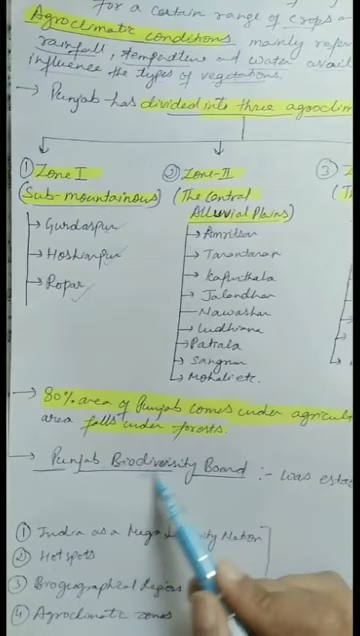 for a certain range of crops a
Agroclimatic conditions mainly refer
rainfall, temperature and water avail
influence the types of vegetations.
→ Punjab has divided into three agroclim
① Zone I
(Sub-mountainous)
→ Gurdaspur
→ Hoshiarpur
→ Ropar ✓
② Zone-II
(The Central
Alluvial Plains)
→ Amritsar
→ Tarantaran
→ Kapurthala
→ Jalandhar
→ Nawashar
→ Ludhiana
→ Patiala
→ Sangrur
→ Mohali etc.
③ Z
(T
→ 80% area of Punjab comes under agricul
area falls under forests.
→ Punjab Biodiversity Board :- was esta
① India as a Mega Nation
② Hotspots
③ Biogeographical Regions
④ Agroclimatic zones